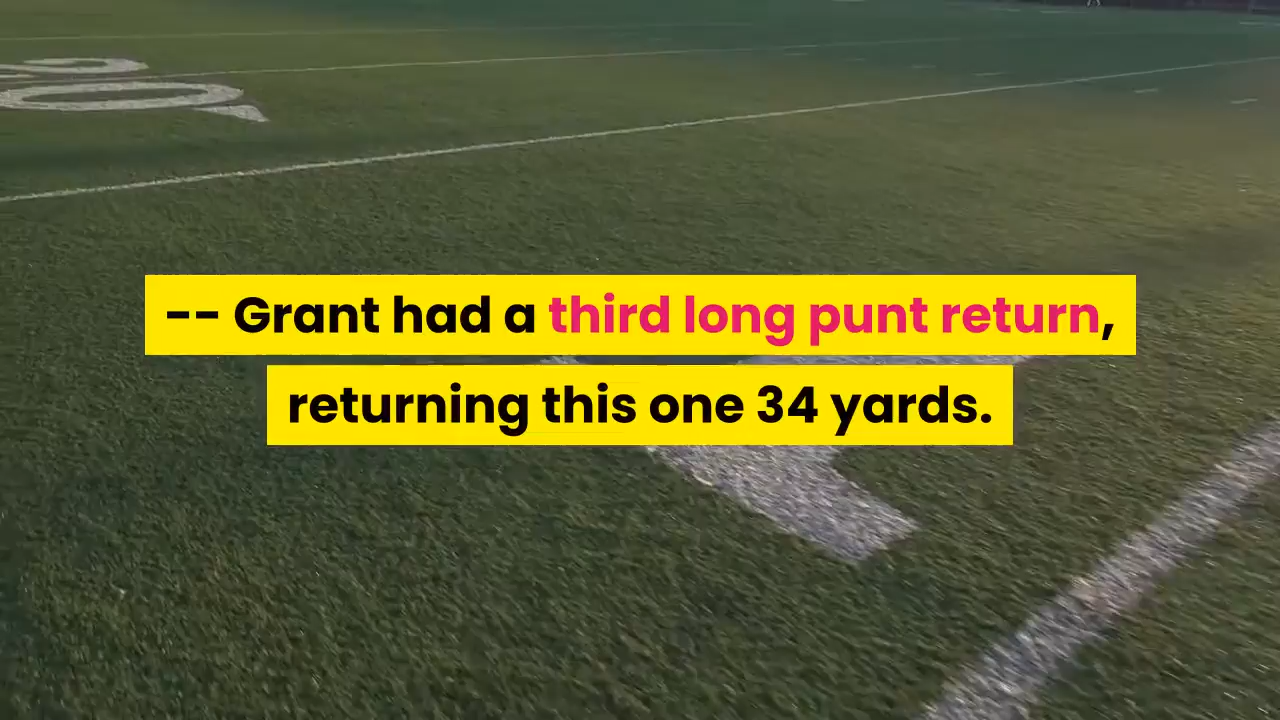 -- Grant had a third long punt return,
returning this one 34 yards.